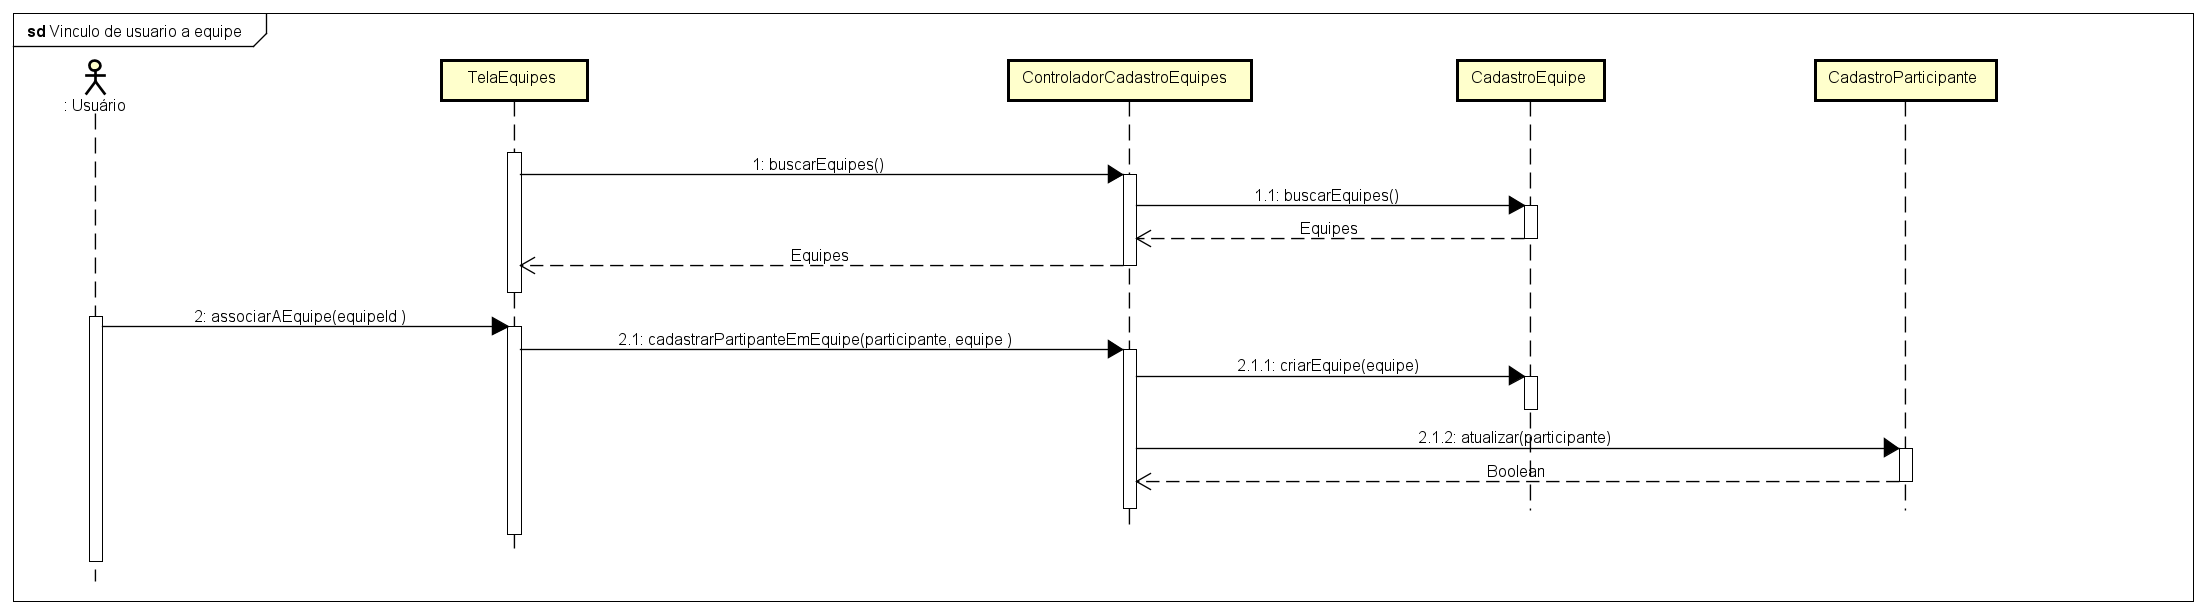 sd Vinculo de usuario a equipe
: Usuário
TelaEquipes
ControladorCadastroEquipes
CadastroEquipe
CadastroParticipante
1: buscarEquipes()
1.1: buscarEquipes()
Equipes
Equipes
2: associarAEquipe(equipeId )
2.1: cadastrarPartipanteEmEquipe(participante, equipe )
2.1.1: criarEquipe(equipe)
2.1.2: atualizar(participante)
Boolean